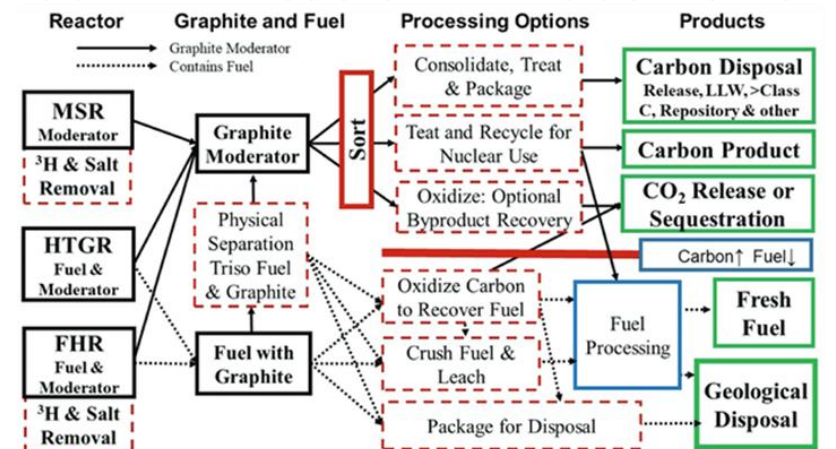 Reactor
Graphite and Fuel
Processing Options
Products
Graphite Moderator
Contains Fuel
MSR
Moderator
³H & Salt
Removal
HTGR
Fuel &
Moderator
FHR
Fuel &
Moderator
³H & Salt
Removal
Graphite
Moderator
Physical
Separation
Triso Fuel
& Graphite
Fuel with
Graphite
Sort
Consolidate, Treat
& Package
Teat and Recycle for
Nuclear Use
Oxidize: Optional
Byproduct Recovery
Oxidize Carbon
to Recover Fuel
Crush Fuel &
Leach
Package for Disposal
Carbon Disposal
Release, LLW, >Class
C, Repository & other
Carbon Product
CO₂ Release or
Sequestration
Carbon↑ Fuel↓
Fuel
Processing
Fresh
Fuel
Geological
Disposal